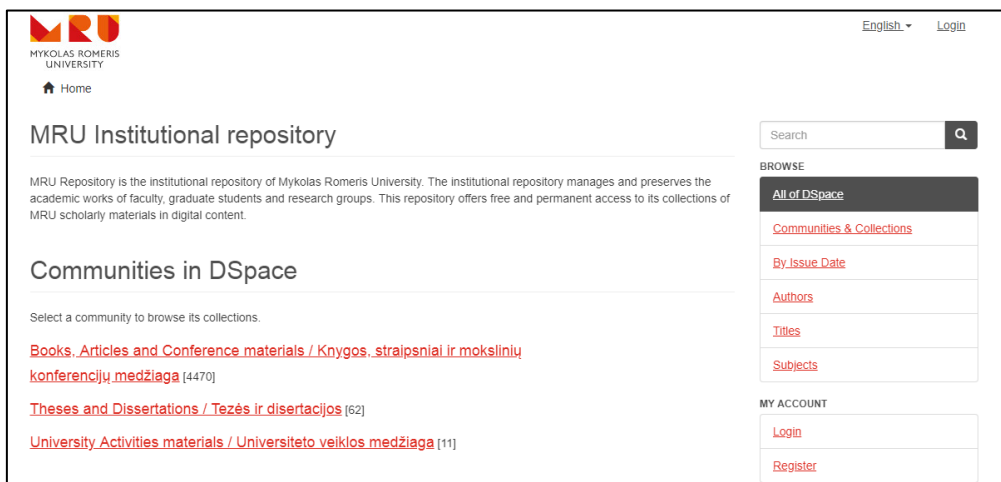 MRU
MYKOLAS ROMERIS
UNIVERSITY
English
Login
Home
MRU Institutional repository
MRU Repository is the institutional repository of Mykolas Romeris University. The institutional repository manages and preserves the
academic works of faculty, graduate students and research groups. This repository offers free and permanent access to its collections of
MRU scholarly materials in digital content.
Communities in DSpace
Select a community to browse its collections.
Books, Articles and Conference materials / Knygos, straipsniai ir mokslinių
konferencijų medžiaga [4470]
Theses and Dissertations / Tezės ir disertacijos [62]
University Activities materials / Universiteto veiklos medžiaga [11]
Search
BROWSE
All of DSpace
Communities & Collections
By Issue Date
Authors
Titles
Subjects
MY ACCOUNT
Login
Register